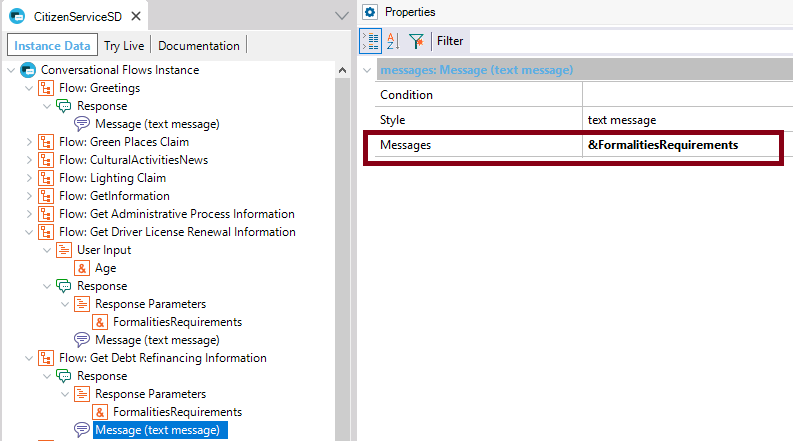 CitizenServiceSD
Instance Data Try Live Documentation
Conversational Flows Instance
Flow: Greetings
Response
Message (text message)
Flow: Green Places Claim
Flow: CulturalActivitiesNews
Flow: Lighting Claim
Flow: GetInformation
Flow: Get Administrative Process Information
Flow: Get Driver License Renewal Information
User Input
& Age
Response
Response Parameters
& FormalitiesRequirements
Message (text message)
Flow: Get Debt Refinancing Information
Response
Response Parameters
& FormalitiesRequirements
Message (text message)
Properties
A Z Filter
messages: Message (text message)
Condition
Style text message
Messages &FormalitiesRequirements